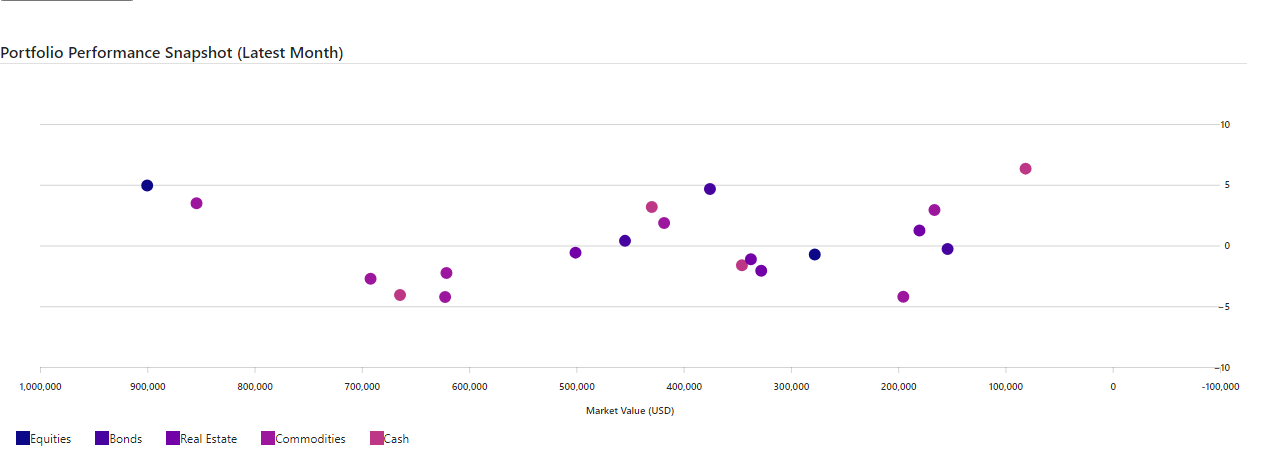 Portfolio Performance Snapshot (Latest Month)
10
5
0
−5
−10
1,000,000 900,000 800,000 700,000 600,000 500,000 400,000 300,000 200,000 100,000 0 -100,000
Market Value (USD)
Equities Bonds Real Estate Commodities Cash